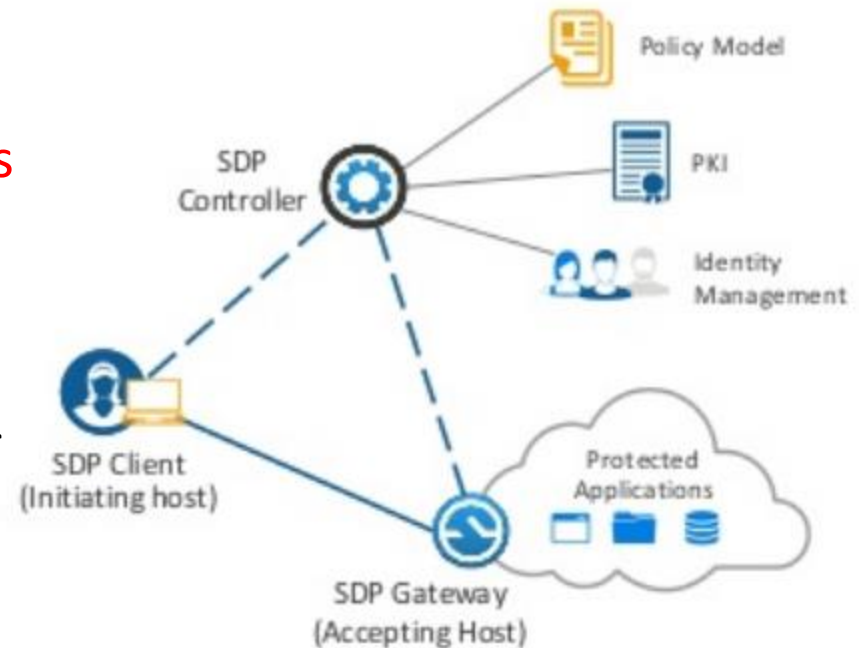 Policy Model
s
SDP
Controller
PKI
Identity
Management
.
SDP Client
(Initiating host)
Protected
Applications
SDP Gateway
(Accepting Host)